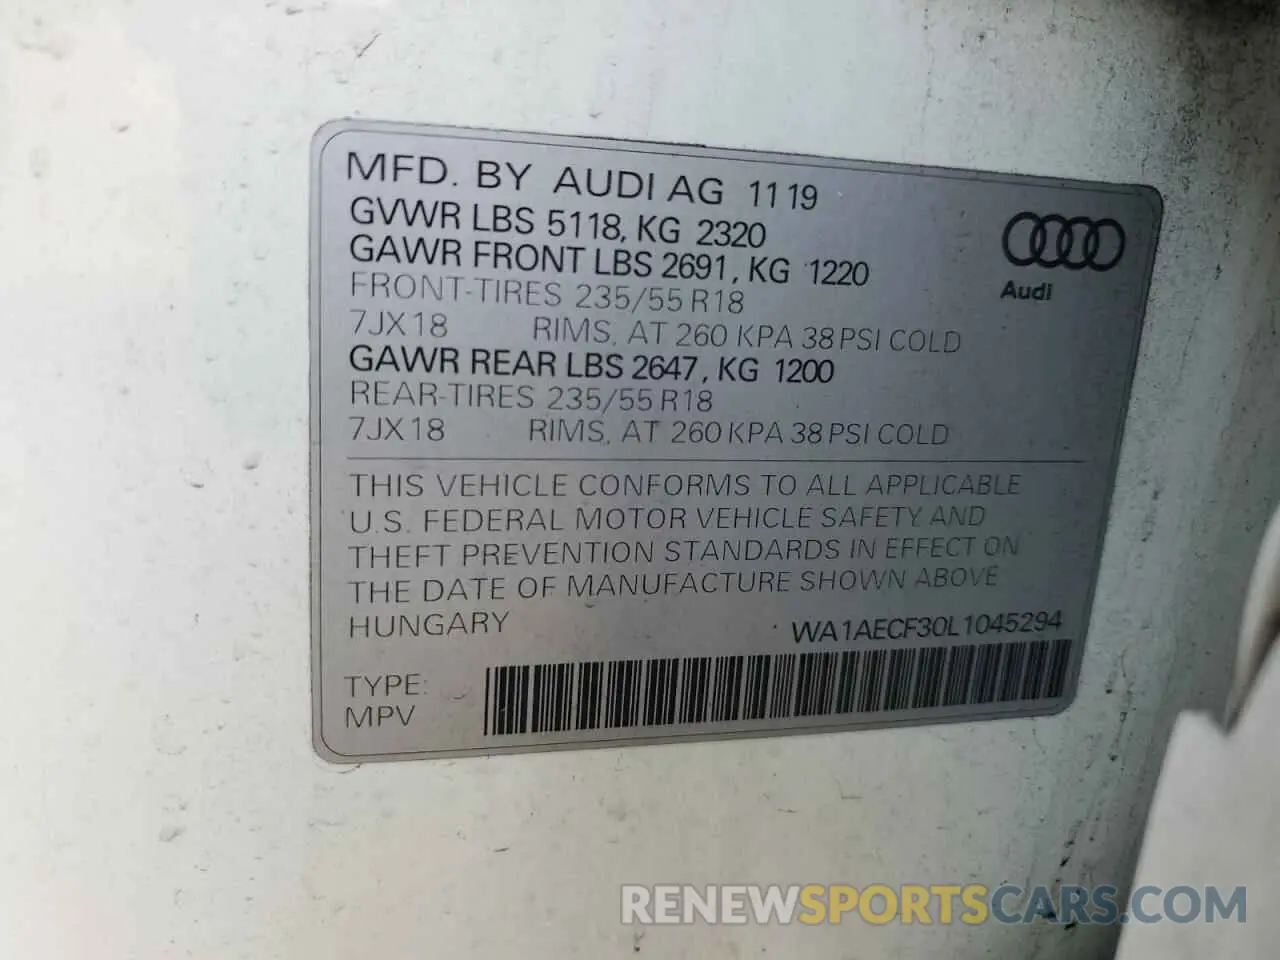 MFD. BY AUDI AG 11 19
GVWR LBS 5118, KG 2320
GAWR FRONT LBS 2691, KG 1220
FRONT-TIRES 235/55 R18
7JX18 RIMS, AT 260 KPA 38 PSI COLD
GAWR REAR LBS 2647, KG 1200
REAR-TIRES 235/55 R18
7JX18 RIMS, AT 260 KPA 38 PSI COLD
Audi
THIS VEHICLE CONFORMS TO ALL APPLICABLE
U.S. FEDERAL MOTOR VEHICLE SAFETY AND
THEFT PREVENTION STANDARDS IN EFFECT ON
THE DATE OF MANUFACTURE SHOWN ABOVE
HUNGARY WA1AECF30L1045294
TYPE:
MPV
RENEWSPORTSCARS.COM